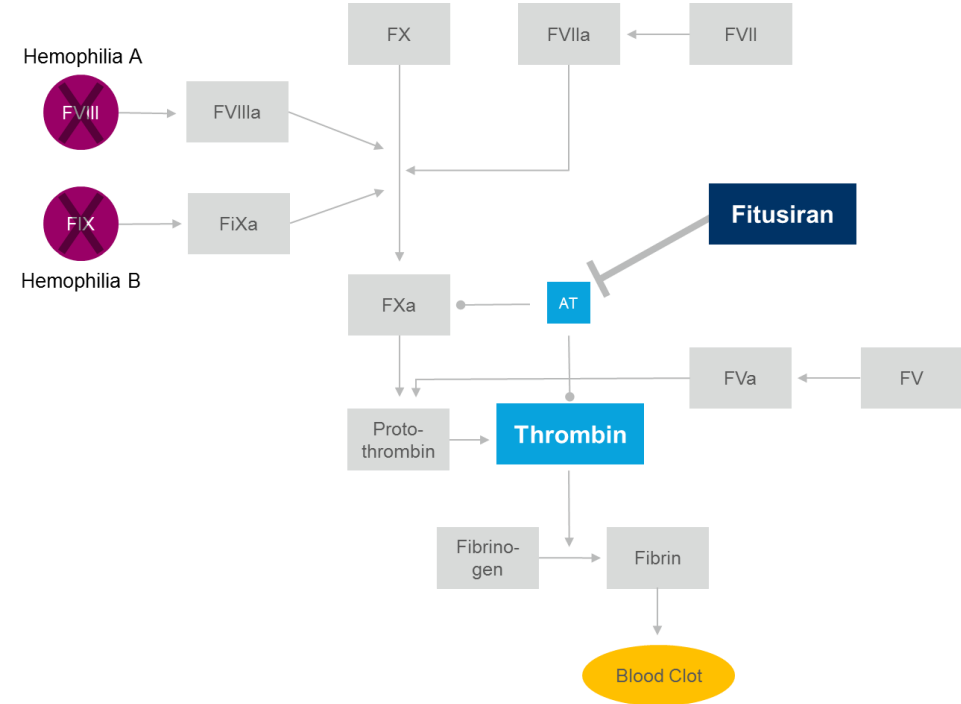 FX
FVIIa
FVII
Hemophilia A
FVIII
FVIIIa
Fitusiran
FIX
FiXa
Hemophilia B
FXa
AT
FVa
FV
Proto-
thrombin
Thrombin
Fibrino-
gen
Fibrin
Blood Clot